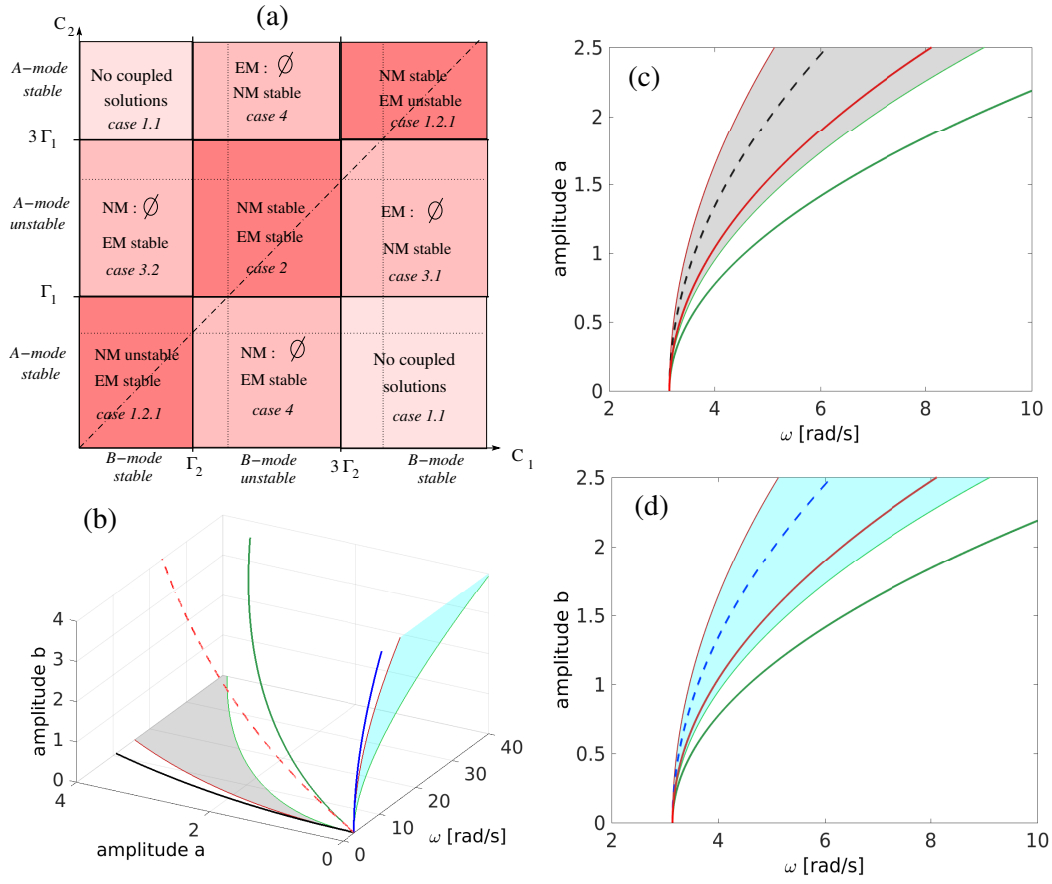 (a)
C2
A−mode
stable
No coupled
solutions
case 1.1
EM : ∅
NM stable
case 4
NM stable
EM unstable
case 1.2.1
3 Γ1
A−mode
unstable
NM : ∅
EM stable
case 3.2
NM stable
EM stable
case 2
EM : ∅
NM stable
case 3.1
Γ1
A−mode
stable
NM unstable
EM stable
case 1.2.1
NM : ∅
EM stable
case 4
No coupled
solutions
case 1.1
B−mode
stable
Γ2
B−mode
unstable
3 Γ2
B−mode
stable
C1
(b)
amplitude b
4
3
2
1
0
4
2
0
amplitude a
0
10
20
30
40
ω [rad/s]
(c)
amplitude a
2.5
2
1.5
1
0.5
0
2 4 6 8 10
ω [rad/s]
(d)
amplitude b
2.5
2
1.5
1
0.5
0
2 4 6 8 10
ω [rad/s]